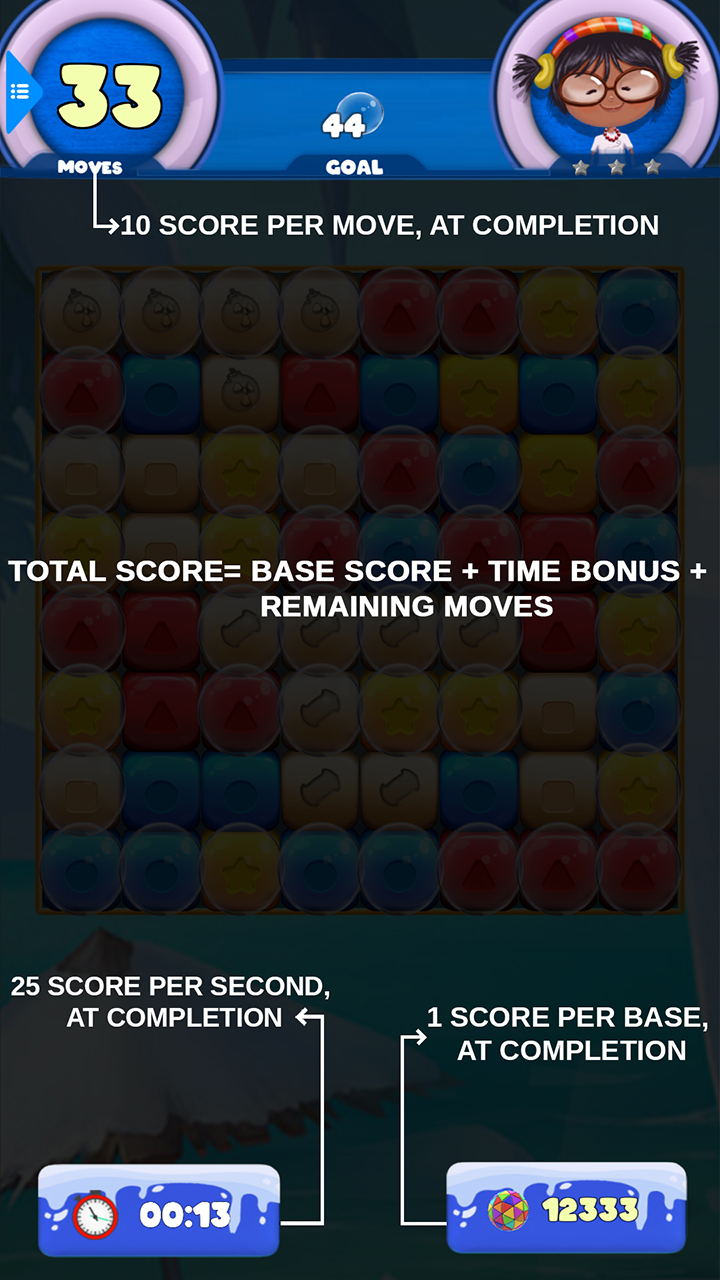 33
44
MOVES
GOAL
10 SCORE PER MOVE, AT COMPLETION
TOTAL SCORE= BASE SCORE + TIME BONUS +
REMAINING MOVES
25 SCORE PER SECOND,
AT COMPLETION
1 SCORE PER BASE,
AT COMPLETION
00:13
12333